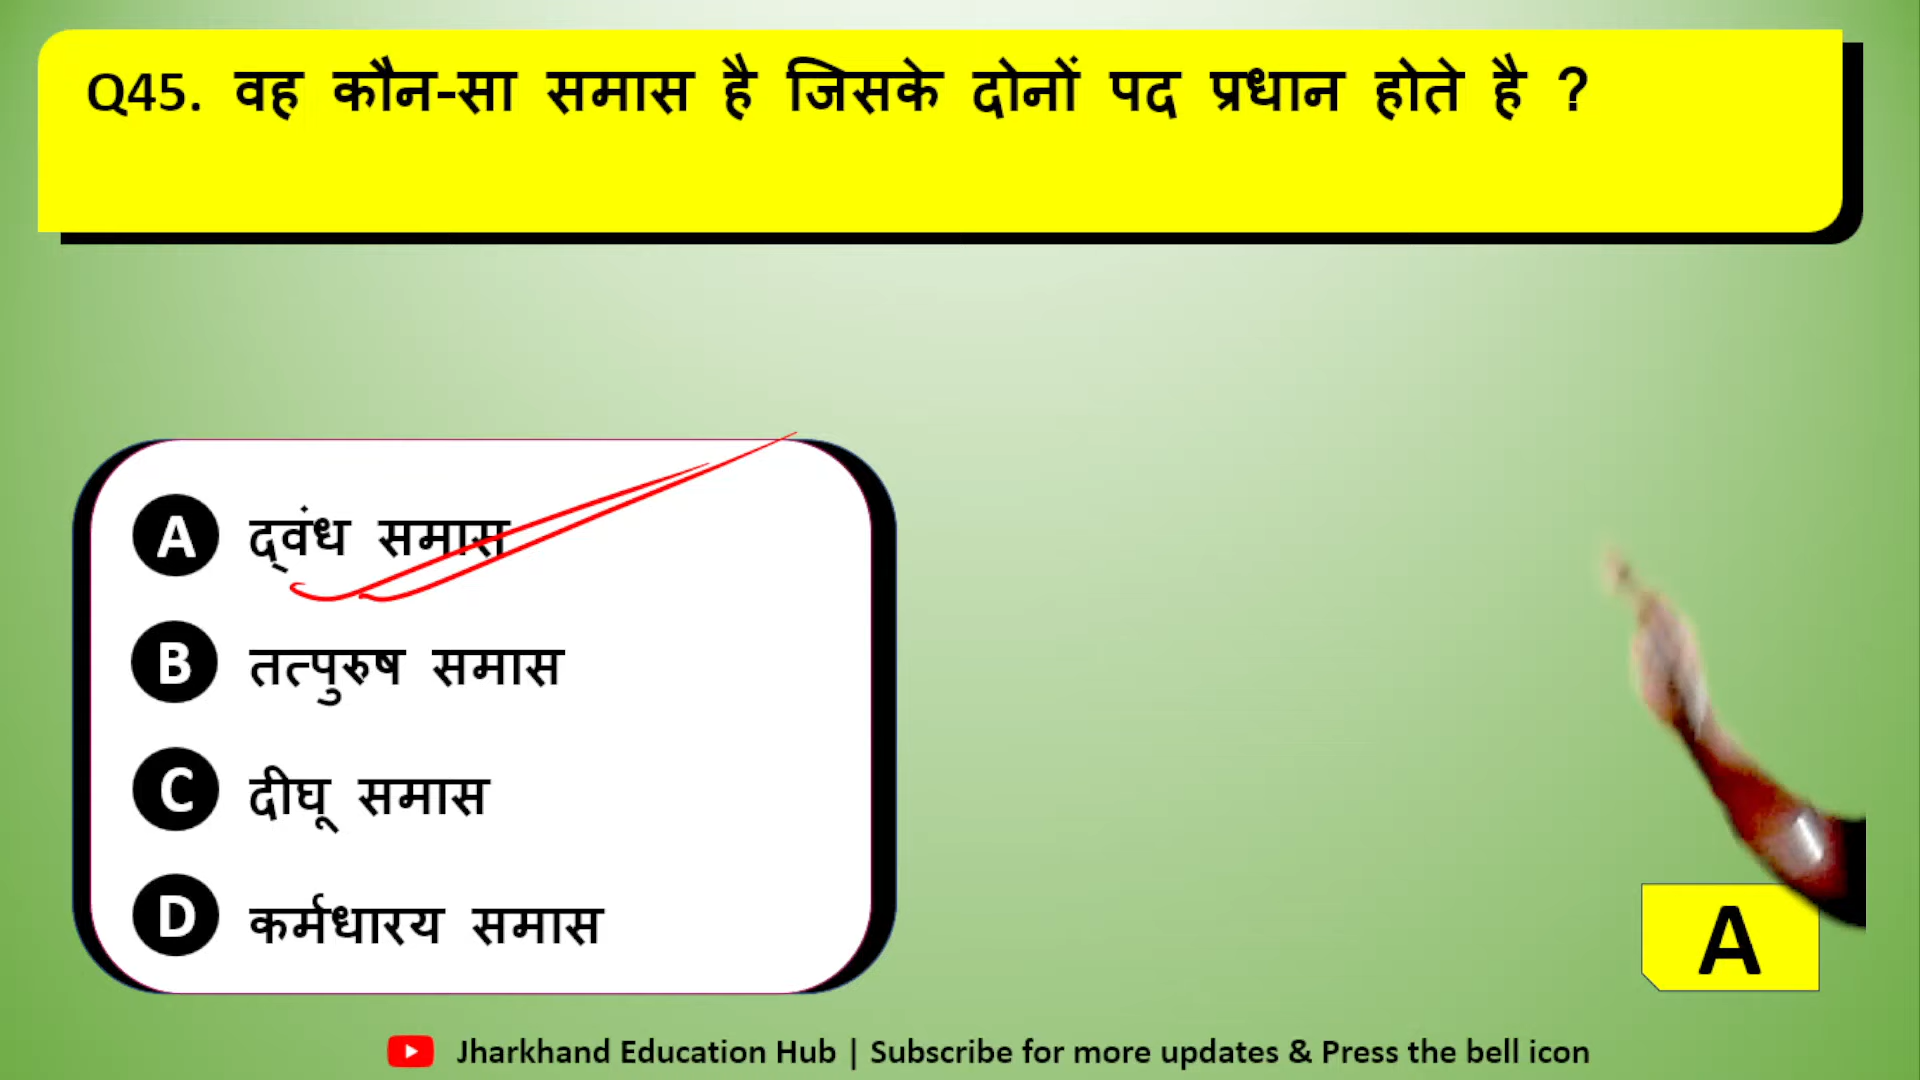 Q45. वह कौन-सा समास है जिसके दोनों पद प्रधान होते है ?
A द्वंध समास
B तत्पुरुष समास
C दीघू समास
D कर्मधारय समास
A
Jharkhand Education Hub | Subscribe for more updates & Press the bell icon